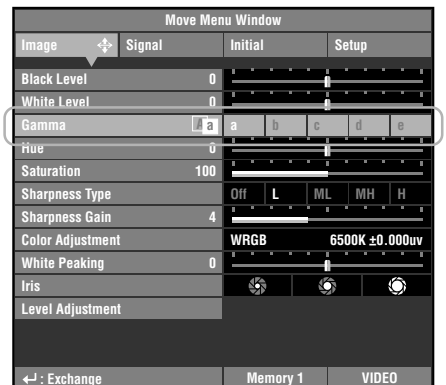 Move Menu Window
Image Signal Initial Setup
Black Level 0
White Level 0
Gamma A a a b c d e
Hue 0
Saturation 100
Sharpness Type Off L ML MH H
Sharpness Gain 4
Color Adjustment WRGB 6500K ±0.000uv
White Peaking 0
Iris
Level Adjustment
↵ : Exchange Memory 1 VIDEO